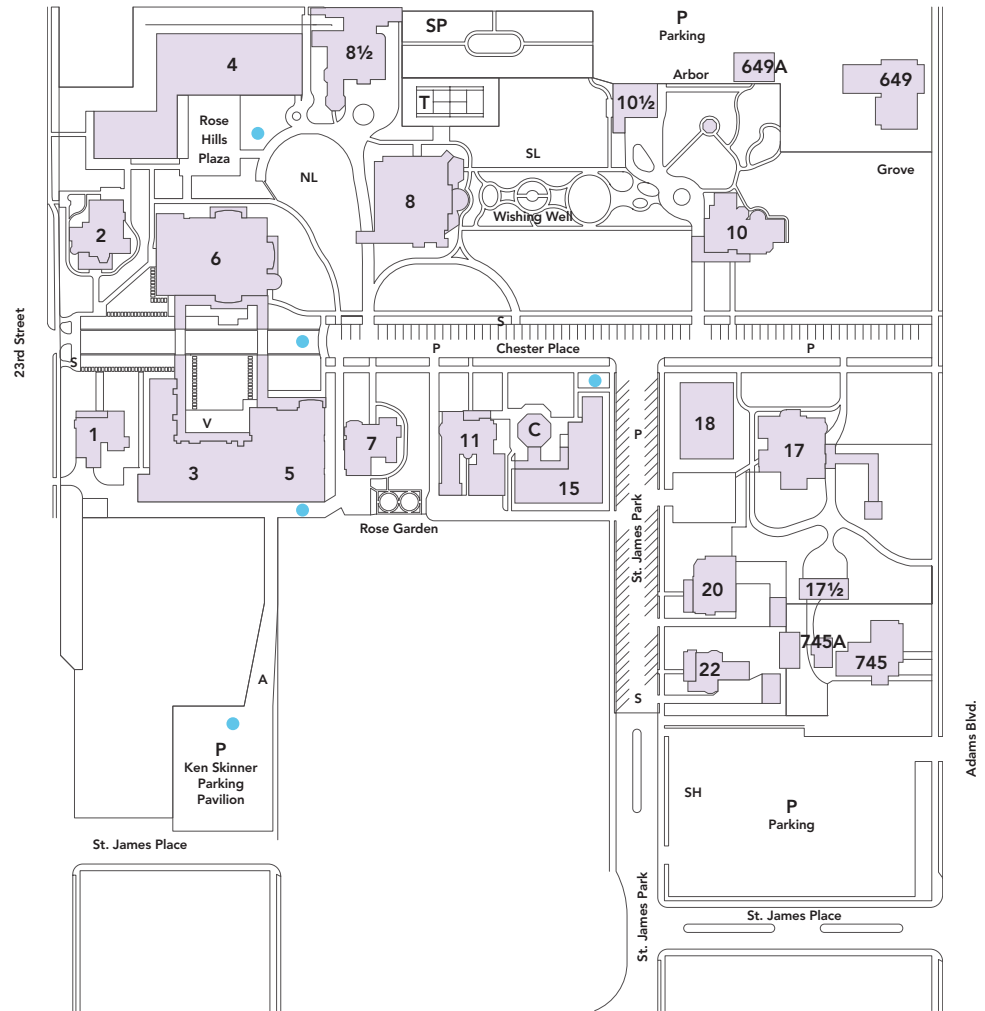 SP
P
Parking
8½
4
649A
649
Arbor
T
10½
Rose
Hills
Plaza
SL
Grove
NL
8
Wishing Well
2
10
6
23rd Street
S
P
Chester Place
P
S
18
P
1
V
7
11
C
17
3
5
15
St. James Park
Rose Garden
20
17½
745A
745
22
A
S
P
Ken Skinner
Parking
Pavilion
Adams Blvd.
SH
P
Parking
St. James Place
St. James Park
St. James Place